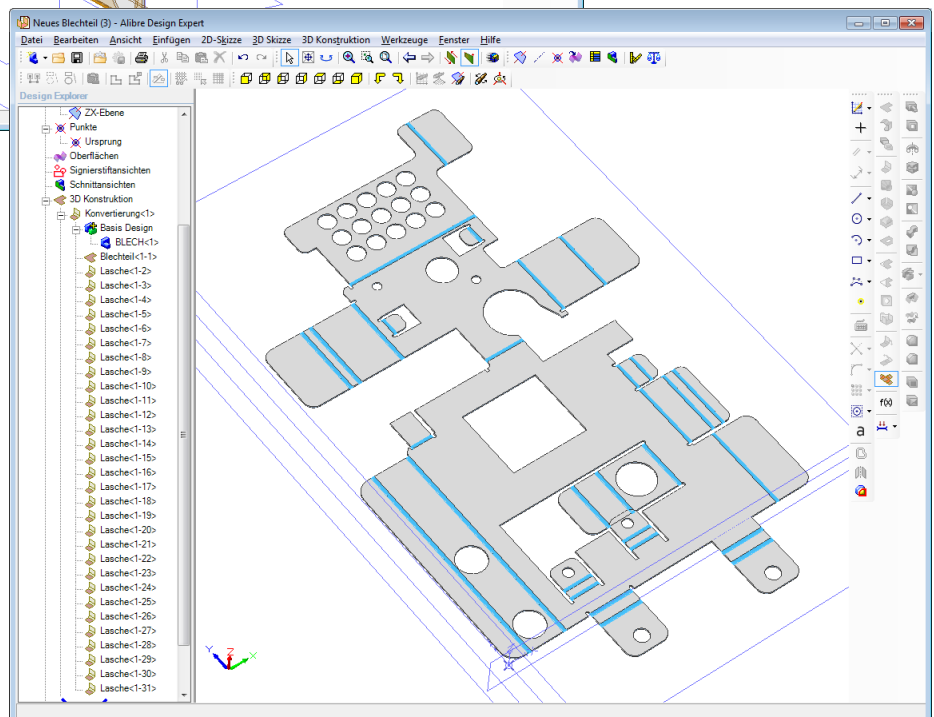 Neues Blechteil (3) - Alibre Design Expert
Datei Bearbeiten Ansicht Einfügen 2D-Skizze 3D Skizze 3D Konstruktion Werkzeuge Fenster Hilfe
Design Explorer
ZX-Ebene
Punkte
Ursprung
Oberflächen
Signierstiftansichten
Schnittansichten
3D Konstruktion
Konvertierung<1>
Basis Design
BLECH<1>
Blechteil<1-1>
Lasche<1-2>
Lasche<1-3>
Lasche<1-4>
Lasche<1-5>
Lasche<1-6>
Lasche<1-7>
Lasche<1-8>
Lasche<1-9>
Lasche<1-10>
Lasche<1-11>
Lasche<1-12>
Lasche<1-13>
Lasche<1-14>
Lasche<1-15>
Lasche<1-16>
Lasche<1-17>
Lasche<1-18>
Lasche<1-19>
Lasche<1-20>
Lasche<1-21>
Lasche<1-22>
Lasche<1-23>
Lasche<1-24>
Lasche<1-25>
Lasche<1-26>
Lasche<1-27>
Lasche<1-28>
Lasche<1-29>
Lasche<1-30>
Lasche<1-31>
f(x)
a
Y
Z
X